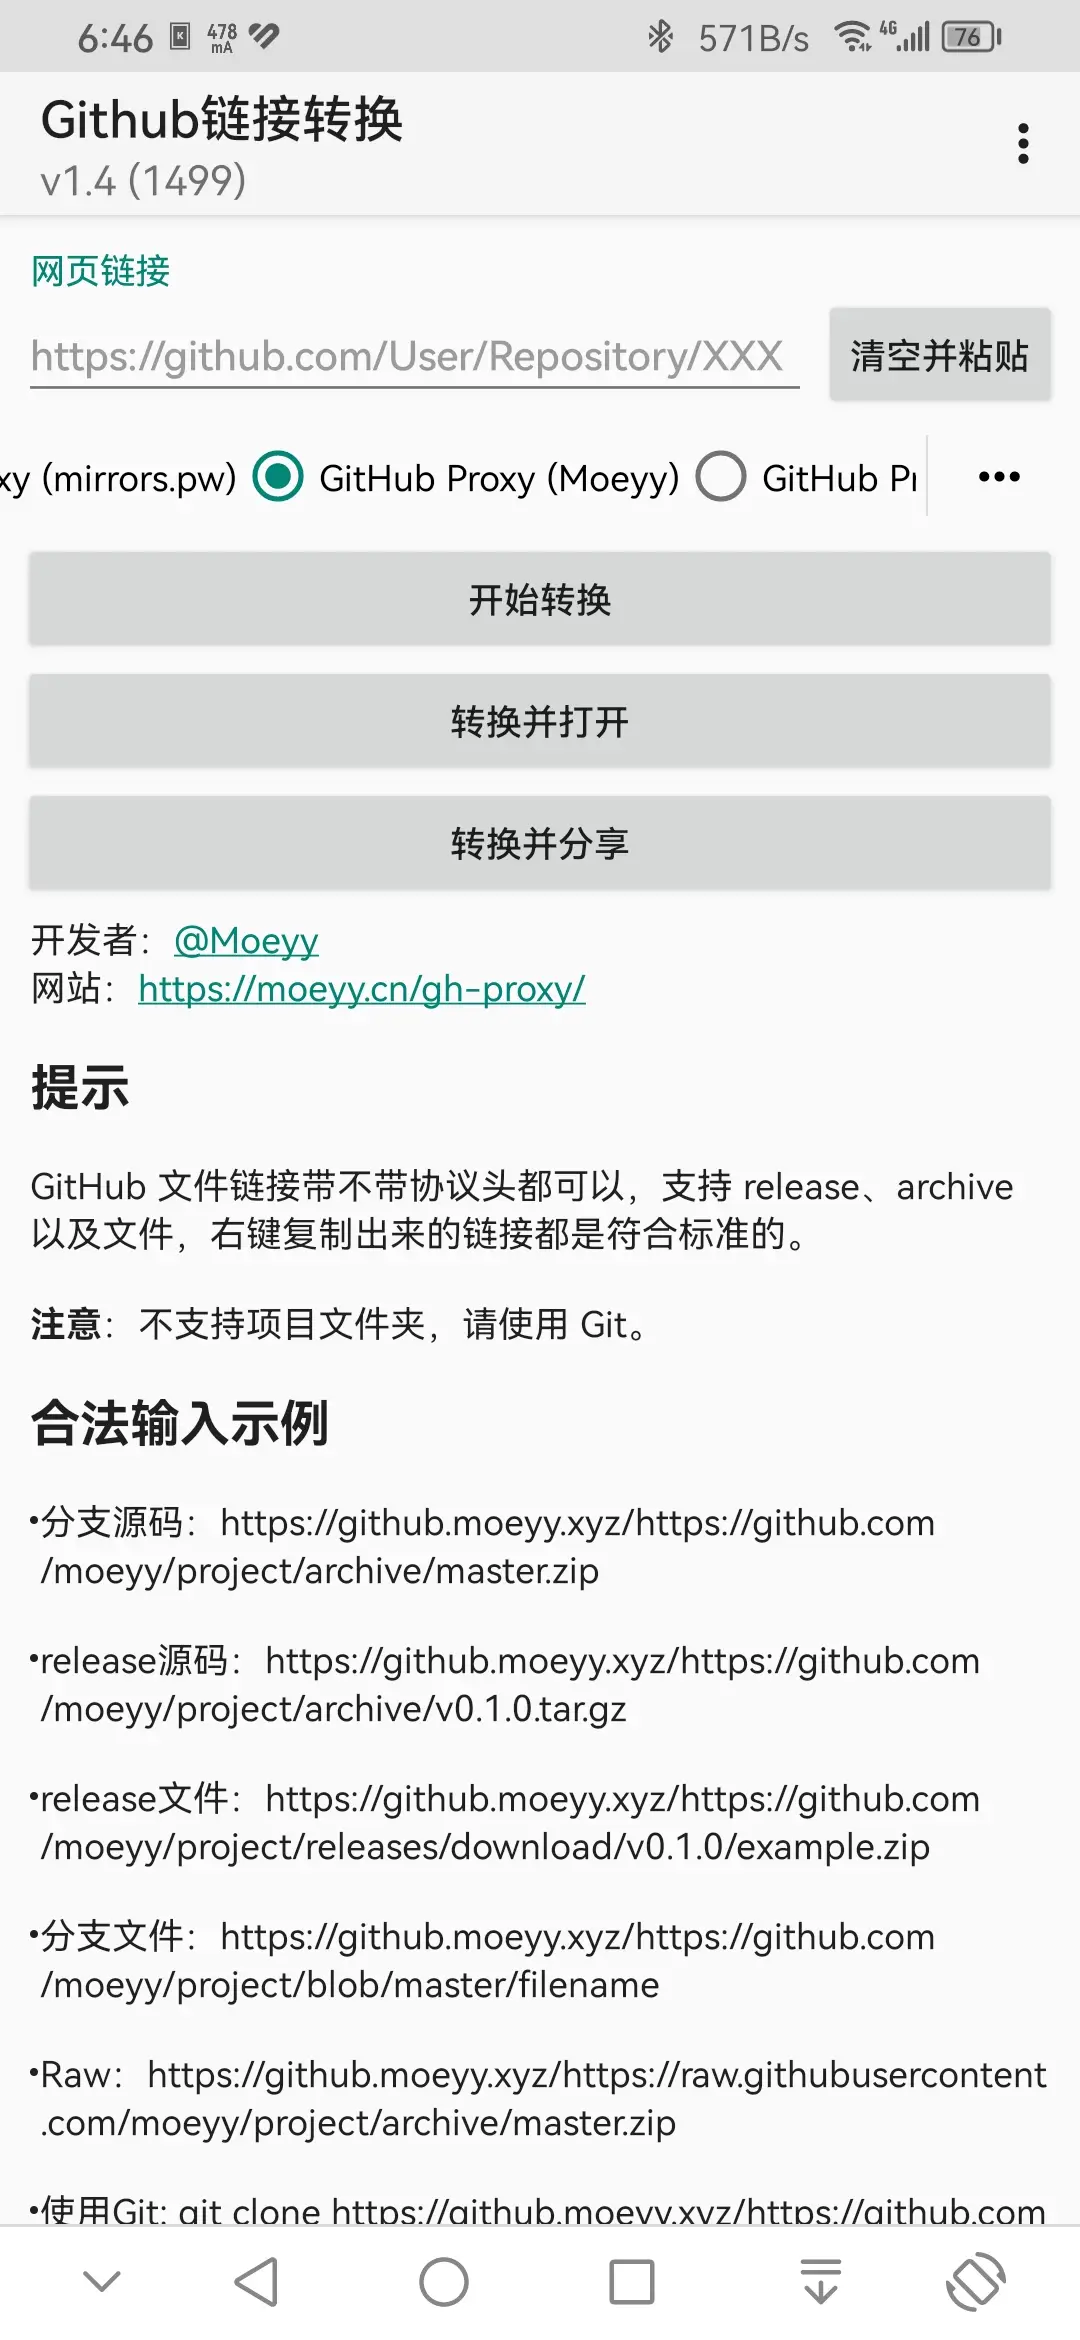 6:46 K 478 mA 571B/s 4G 76
Github链接转换
v1.4 (1499)
网页链接
https://github.com/User/Repository/XXX 清空并粘贴
xy (mirrors.pw) GitHub Proxy (Moeyy) GitHub Pr
开始转换
转换并打开
转换并分享
开发者：@Moeyy
网站：https://moeyy.cn/gh-proxy/
提示
GitHub 文件链接带不带协议头都可以，支持 release、archive
以及文件，右键复制出来的链接都是符合标准的。
注意：不支持项目文件夹，请使用 Git。
合法输入示例
•分支源码：https://github.moeyy.xyz/https://github.com
/moeyy/project/archive/master.zip
•release源码：https://github.moeyy.xyz/https://github.com
/moeyy/project/archive/v0.1.0.tar.gz
•release文件：https://github.moeyy.xyz/https://github.com
/moeyy/project/releases/download/v0.1.0/example.zip
•分支文件：https://github.moeyy.xyz/https://github.com
/moeyy/project/blob/master/filename
•Raw：https://github.moeyy.xyz/https://raw.githubusercontent
.com/moeyy/project/archive/master.zip
•使用Git: git clone https://github.moeyy.xyz/https://github.com